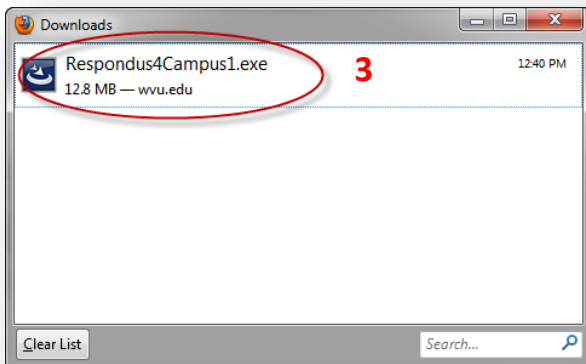 Downloads
Respondus4Campus1.exe
12:40 PM
3
12.8 MB — wvu.edu
Clear List
Search...